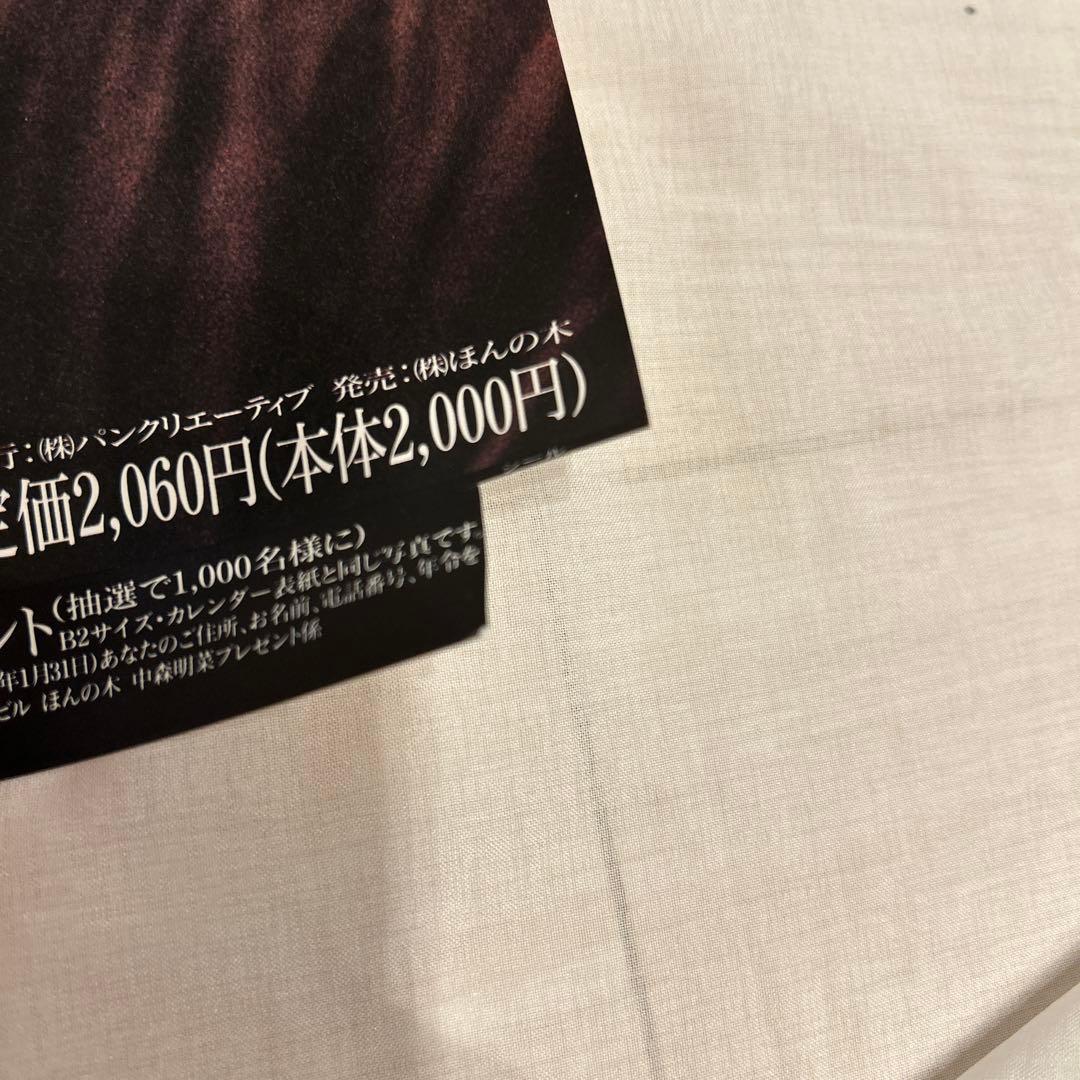 行:㈱パンクリエーティブ 発売:㈱ほんの木
定価2,060円(本体2,000円)
ント(抽選で1,000名様に)
B2サイズ・カレンダー表紙と同じ写真です。
年1月31日)あなたのご住所、お名前、電話番号、年令を
ビル ほんの木 中森明菜プレゼント係
シール